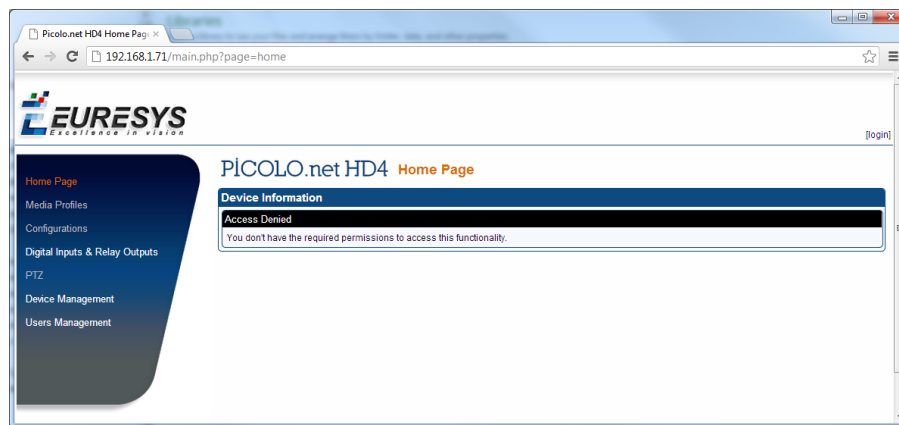 Libraries
Picolo.net HD4 Home Pag
192.168.1.71/main.php?page=home
EURESYS
Excellence in vision
[login]
PICOLO.net HD4 Home Page
Home Page
Media Profiles
Configurations
Digital Inputs & Relay Outputs
PTZ
Device Management
Users Management
Device Information
Access Denied
You don't have the required permissions to access this functionality.